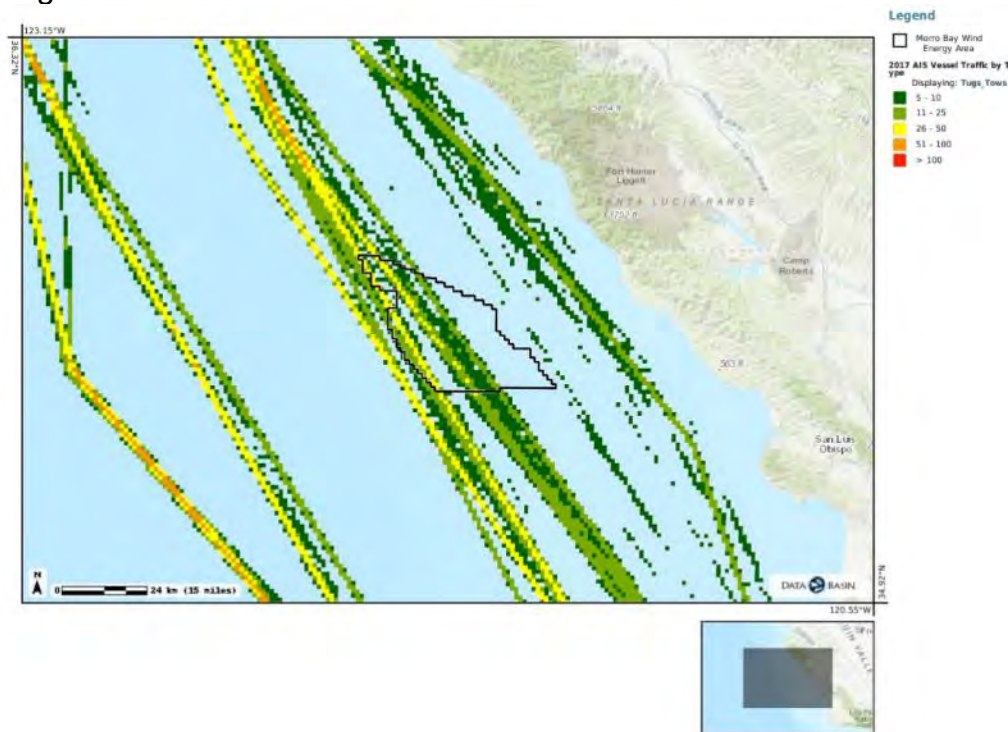 123.15°W
36.32°N
Legend
Morro Bay Wind
Energy Area
2017 AIS Vessel Traffic by T
ype
Displaying: Tugs_Tows
5 - 10
11 - 25
26 - 50
51 - 100
> 100
Fort Hunter
Liggett
SANTA LUCIA RANGE
Camp
Roberts
San Luis
Obispo
N
0
24 km (15 miles)
DATA BASIN
34.92°N
120.55°W